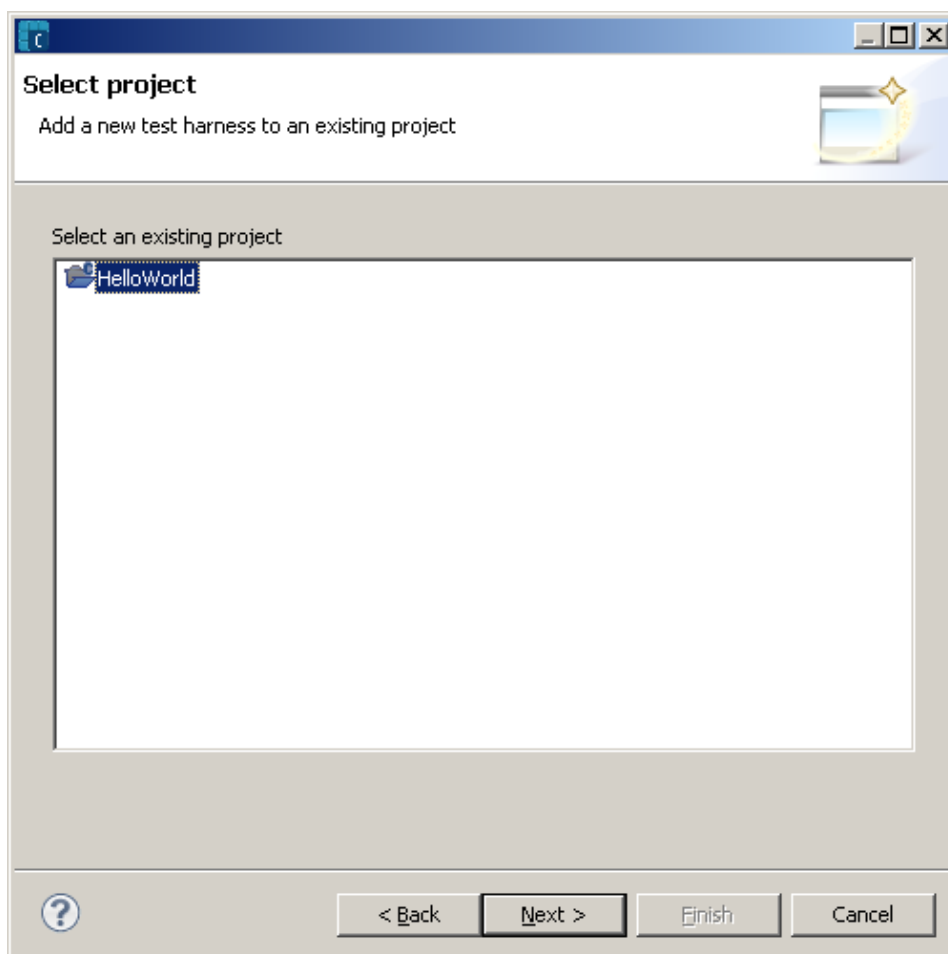 C
Select project
Add a new test harness to an existing project
Select an existing project
HelloWorld
?
< Back
Next >
Finish
Cancel